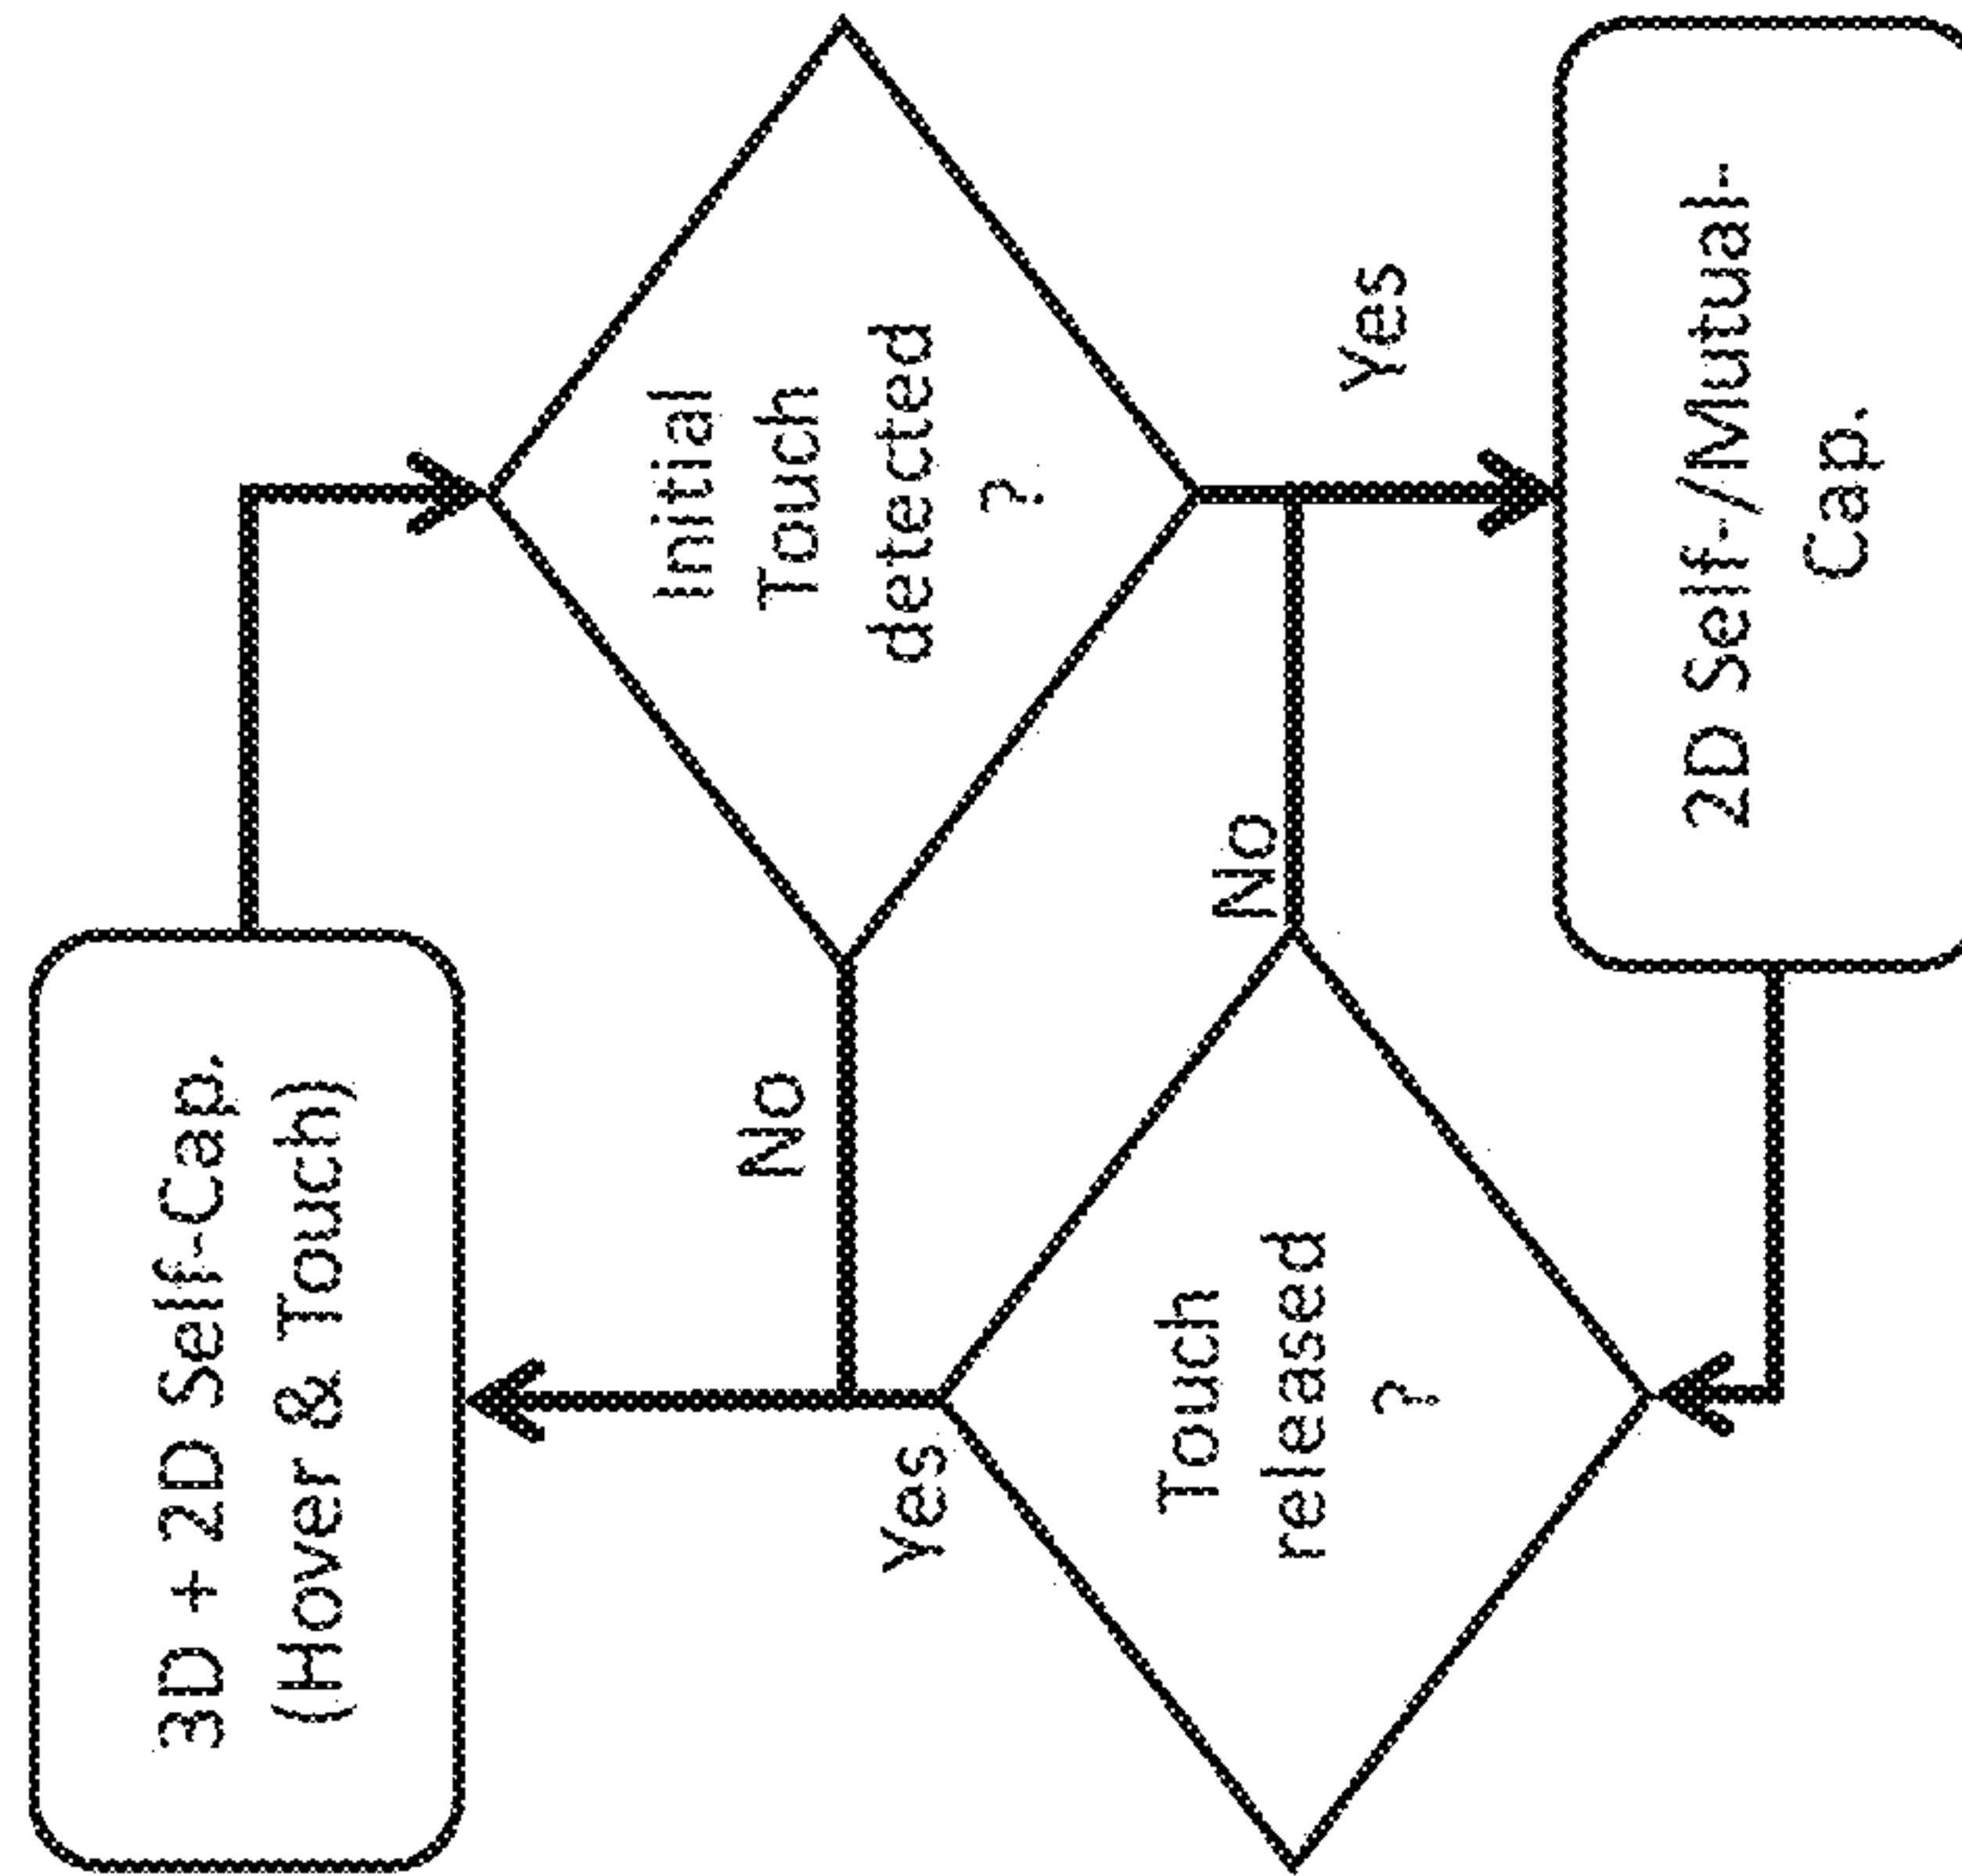 3D + 2D Self-Cap.
(Hover & Touch)
Initial
Touch
detected
?
No
Yes
2D Self-/Mutual-
Cap.
Touch
released
?
No
Yes